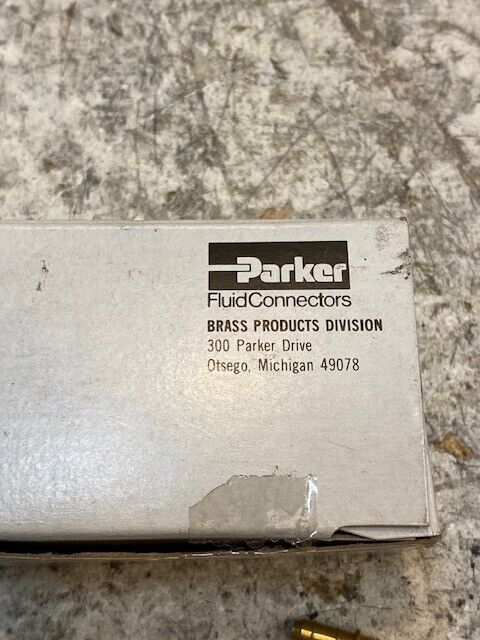 Parker
FluidConnectors
BRASS PRODUCTS DIVISION
300 Parker Drive
Otsego, Michigan 49078